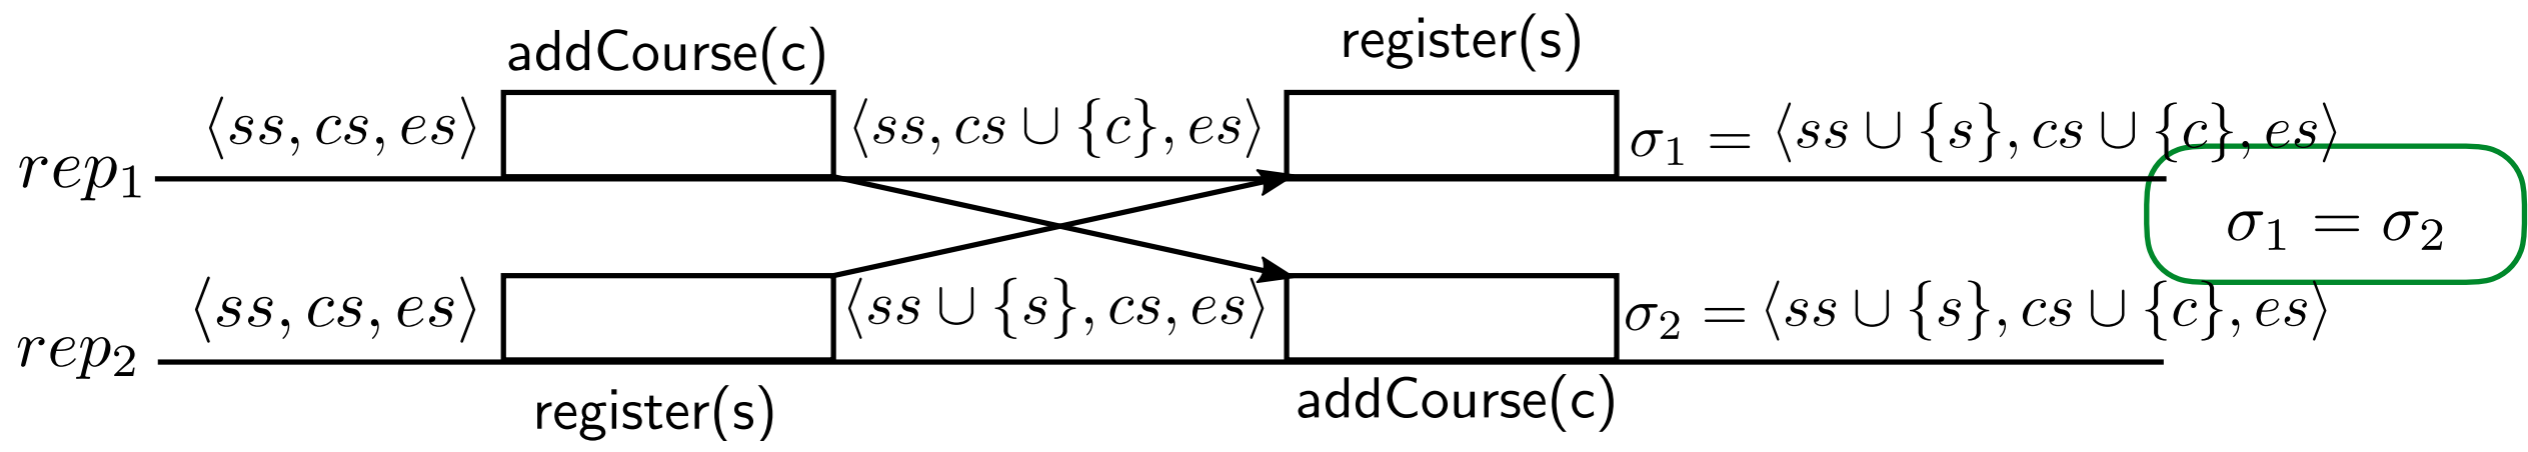 addCourse(c) register(s)
rep₁ ⟨ss, cs, es⟩ ⟨ss, cs ∪ {c}, es⟩ σ₁ = ⟨ss ∪ {s}, cs ∪ {c}, es⟩
σ₁ = σ₂
rep₂ ⟨ss, cs, es⟩ ⟨ss ∪ {s}, cs, es⟩ σ₂ = ⟨ss ∪ {s}, cs ∪ {c}, es⟩
register(s) addCourse(c)